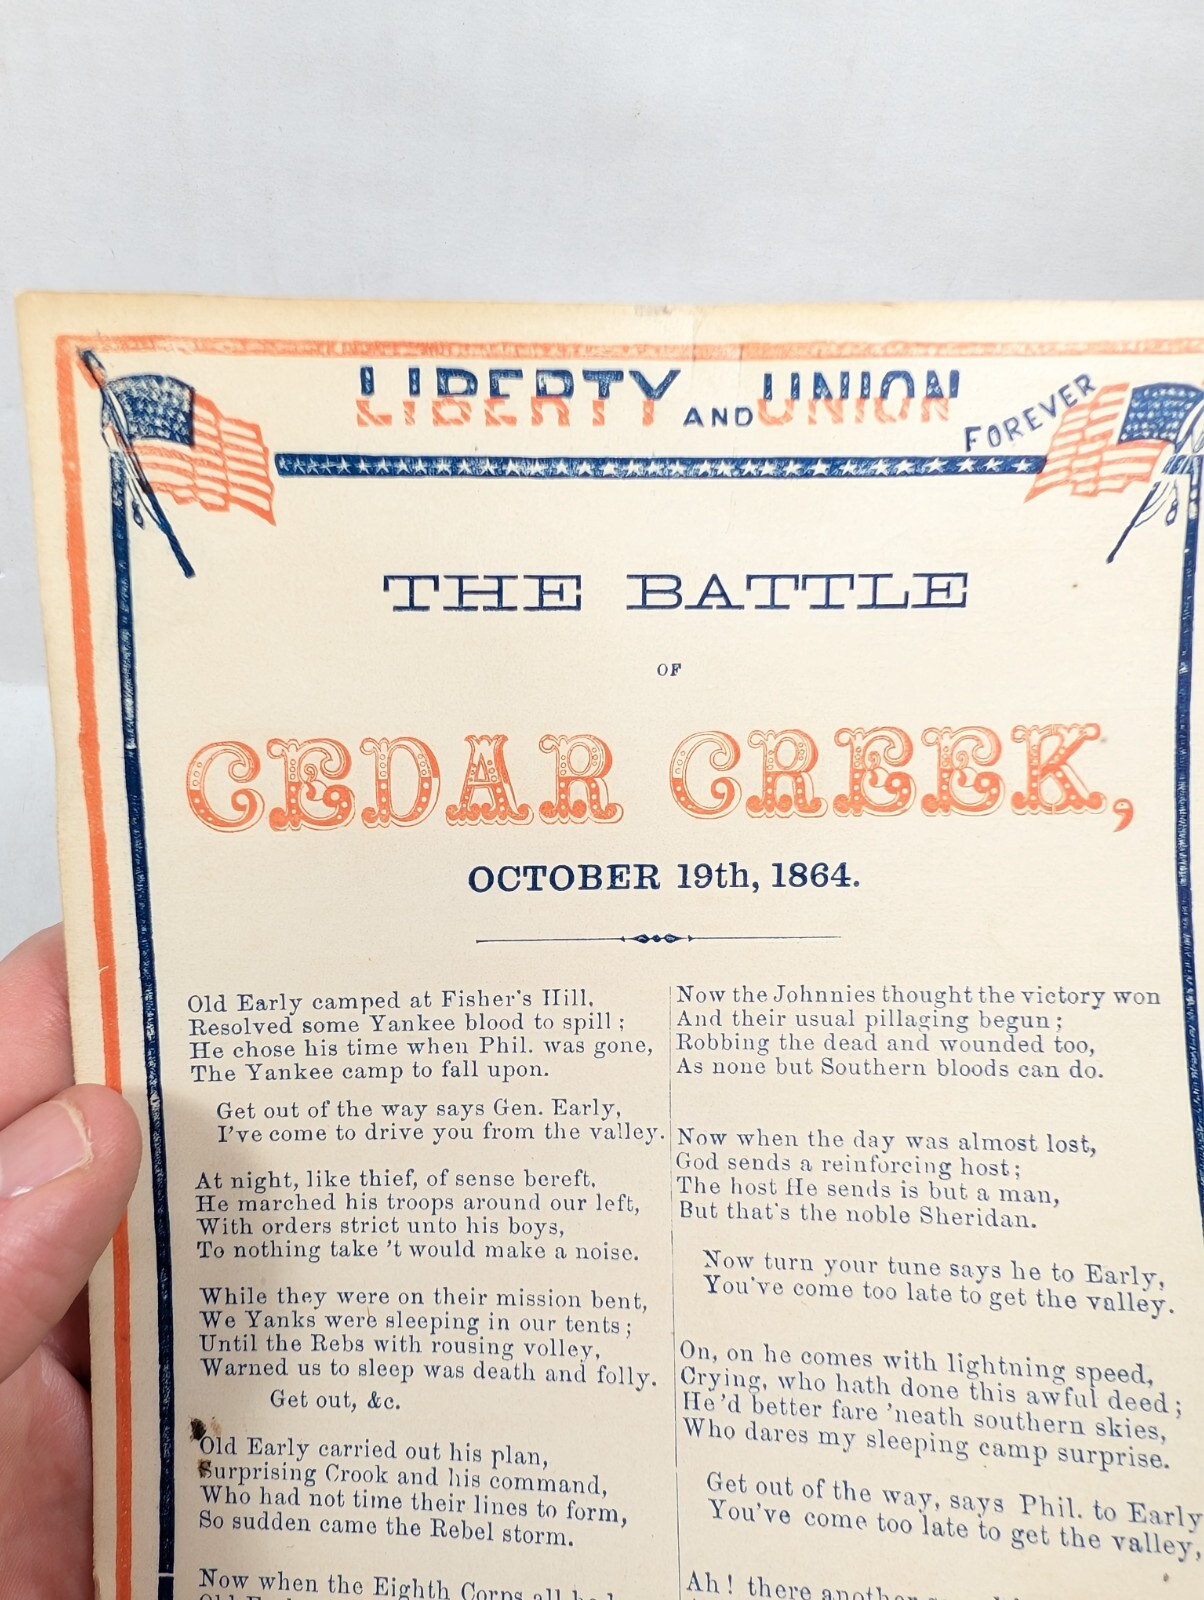 LIBERTY AND UNION FOREVER
THE BATTLE
OF
CEDAR CREEK,
OCTOBER 19th, 1864.
Old Early camped at Fisher's Hill,
Resolved some Yankee blood to spill;
He chose his time when Phil. was gone,
The Yankee camp to fall upon.
Get out of the way says Gen. Early,
I've come to drive you from the valley.
At night, like thief, of sense bereft,
He marched his troops around our left,
With orders strict unto his boys,
To nothing take 't would make a noise.
While they were on their mission bent,
We Yanks were sleeping in our tents;
Until the Rebs with rousing volley,
Warned us to sleep was death and folly.
Get out, &c.
Old Early carried out his plan,
Surprising Crook and his command,
Who had not time their lines to form,
So sudden came the Rebel storm.
Now when the Eighth Corps all had
Now the Johnnies thought the victory won
And their usual pillaging begun;
Robbing the dead and wounded too,
As none but Southern bloods can do.
Now when the day was almost lost,
God sends a reinforcing host;
The host He sends is but a man,
But that's the noble Sheridan.
Now turn your tune says he to Early,
You've come too late to get the valley.
On, on he comes with lightning speed,
Crying, who hath done this awful deed;
He'd better fare 'neath southern skies,
Who dares my sleeping camp surprise.
Get out of the way, says Phil. to Early
You've come too late to get the valley,
Ah! there another